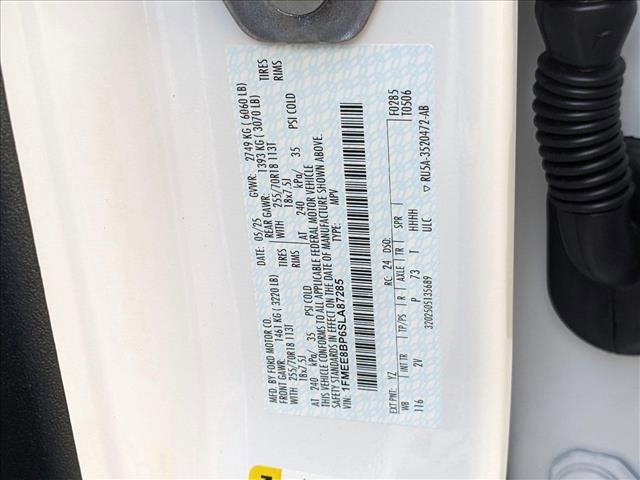 MFD. BY FORD MOTOR CO.
DATE: 05/25 GVWR: 2749 KG ( 6060 LB)
FRONT GAWR: 1461 KG ( 3220 LB) REAR GAWR: 1393 KG ( 3070 LB)
WITH 255/70R18 113T TIRES WITH 255/70R18 113T TIRES
18x7.5J RIMS 18x7.5J RIMS
AT 240 kPa/ 35 PSI COLD AT 240 kPa/ 35 PSI COLD
THIS VEHICLE CONFORMS TO ALL APPLICABLE FEDERAL MOTOR VEHICLE
SAFETY STANDARDS IN EFFECT ON THE DATE OF MANUFACTURE SHOWN ABOVE.
VIN: 1FMEE8BP6SLA87285 TYPE: MPV
F0285
T0506
EXT PNT: YZ RC: 24 DSO:
WB INT TR TP/PS R AXLE TR SPR
116 2V P 73 T HHHH
ULC
3202505135689 RU5A-3520472-AB